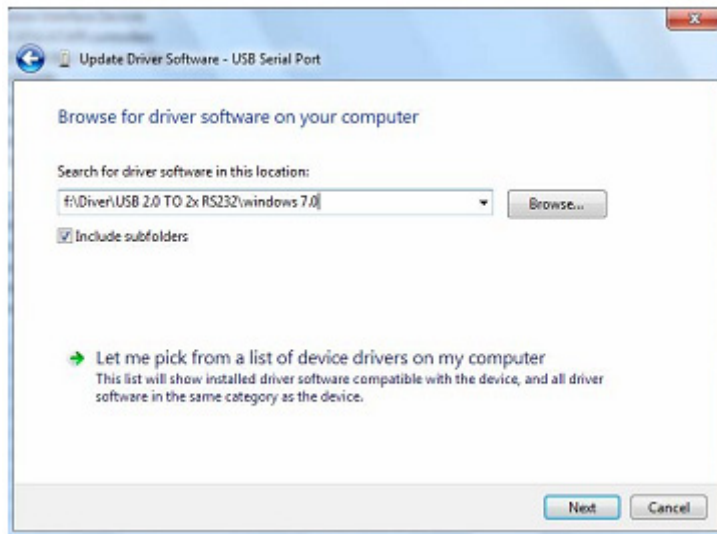 Update Driver Software - USB Serial Port
Browse for driver software on your computer
Search for driver software in this location:
f:\Diver\USB 2.0 TO 2x RS232\windows 7.0
Browse...
Include subfolders
Let me pick from a list of device drivers on my computer
This list will show installed driver software compatible with the device, and all driver
software in the same category as the device.
Next
Cancel